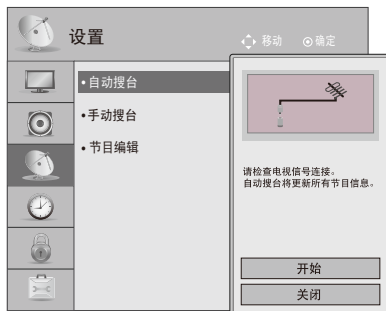 设置
移动 ⊙确定
• 自动搜台
• 手动搜台
• 节目编辑
请检查电视信号连接。
自动搜台将更新所有节目信息。
开始
关闭